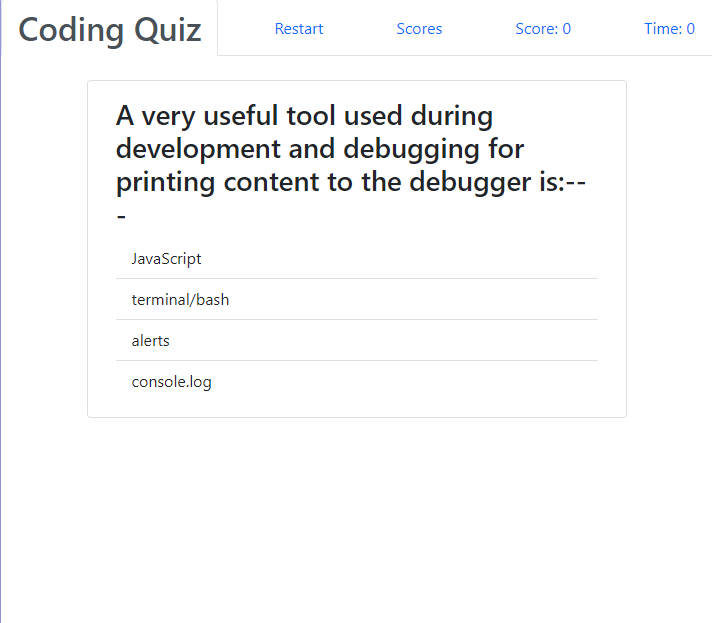 Coding Quiz
Restart
Scores
Score: 0
Time: 0
A very useful tool used during
development and debugging for
printing content to the debugger is:--
-
JavaScript
terminal/bash
alerts
console.log